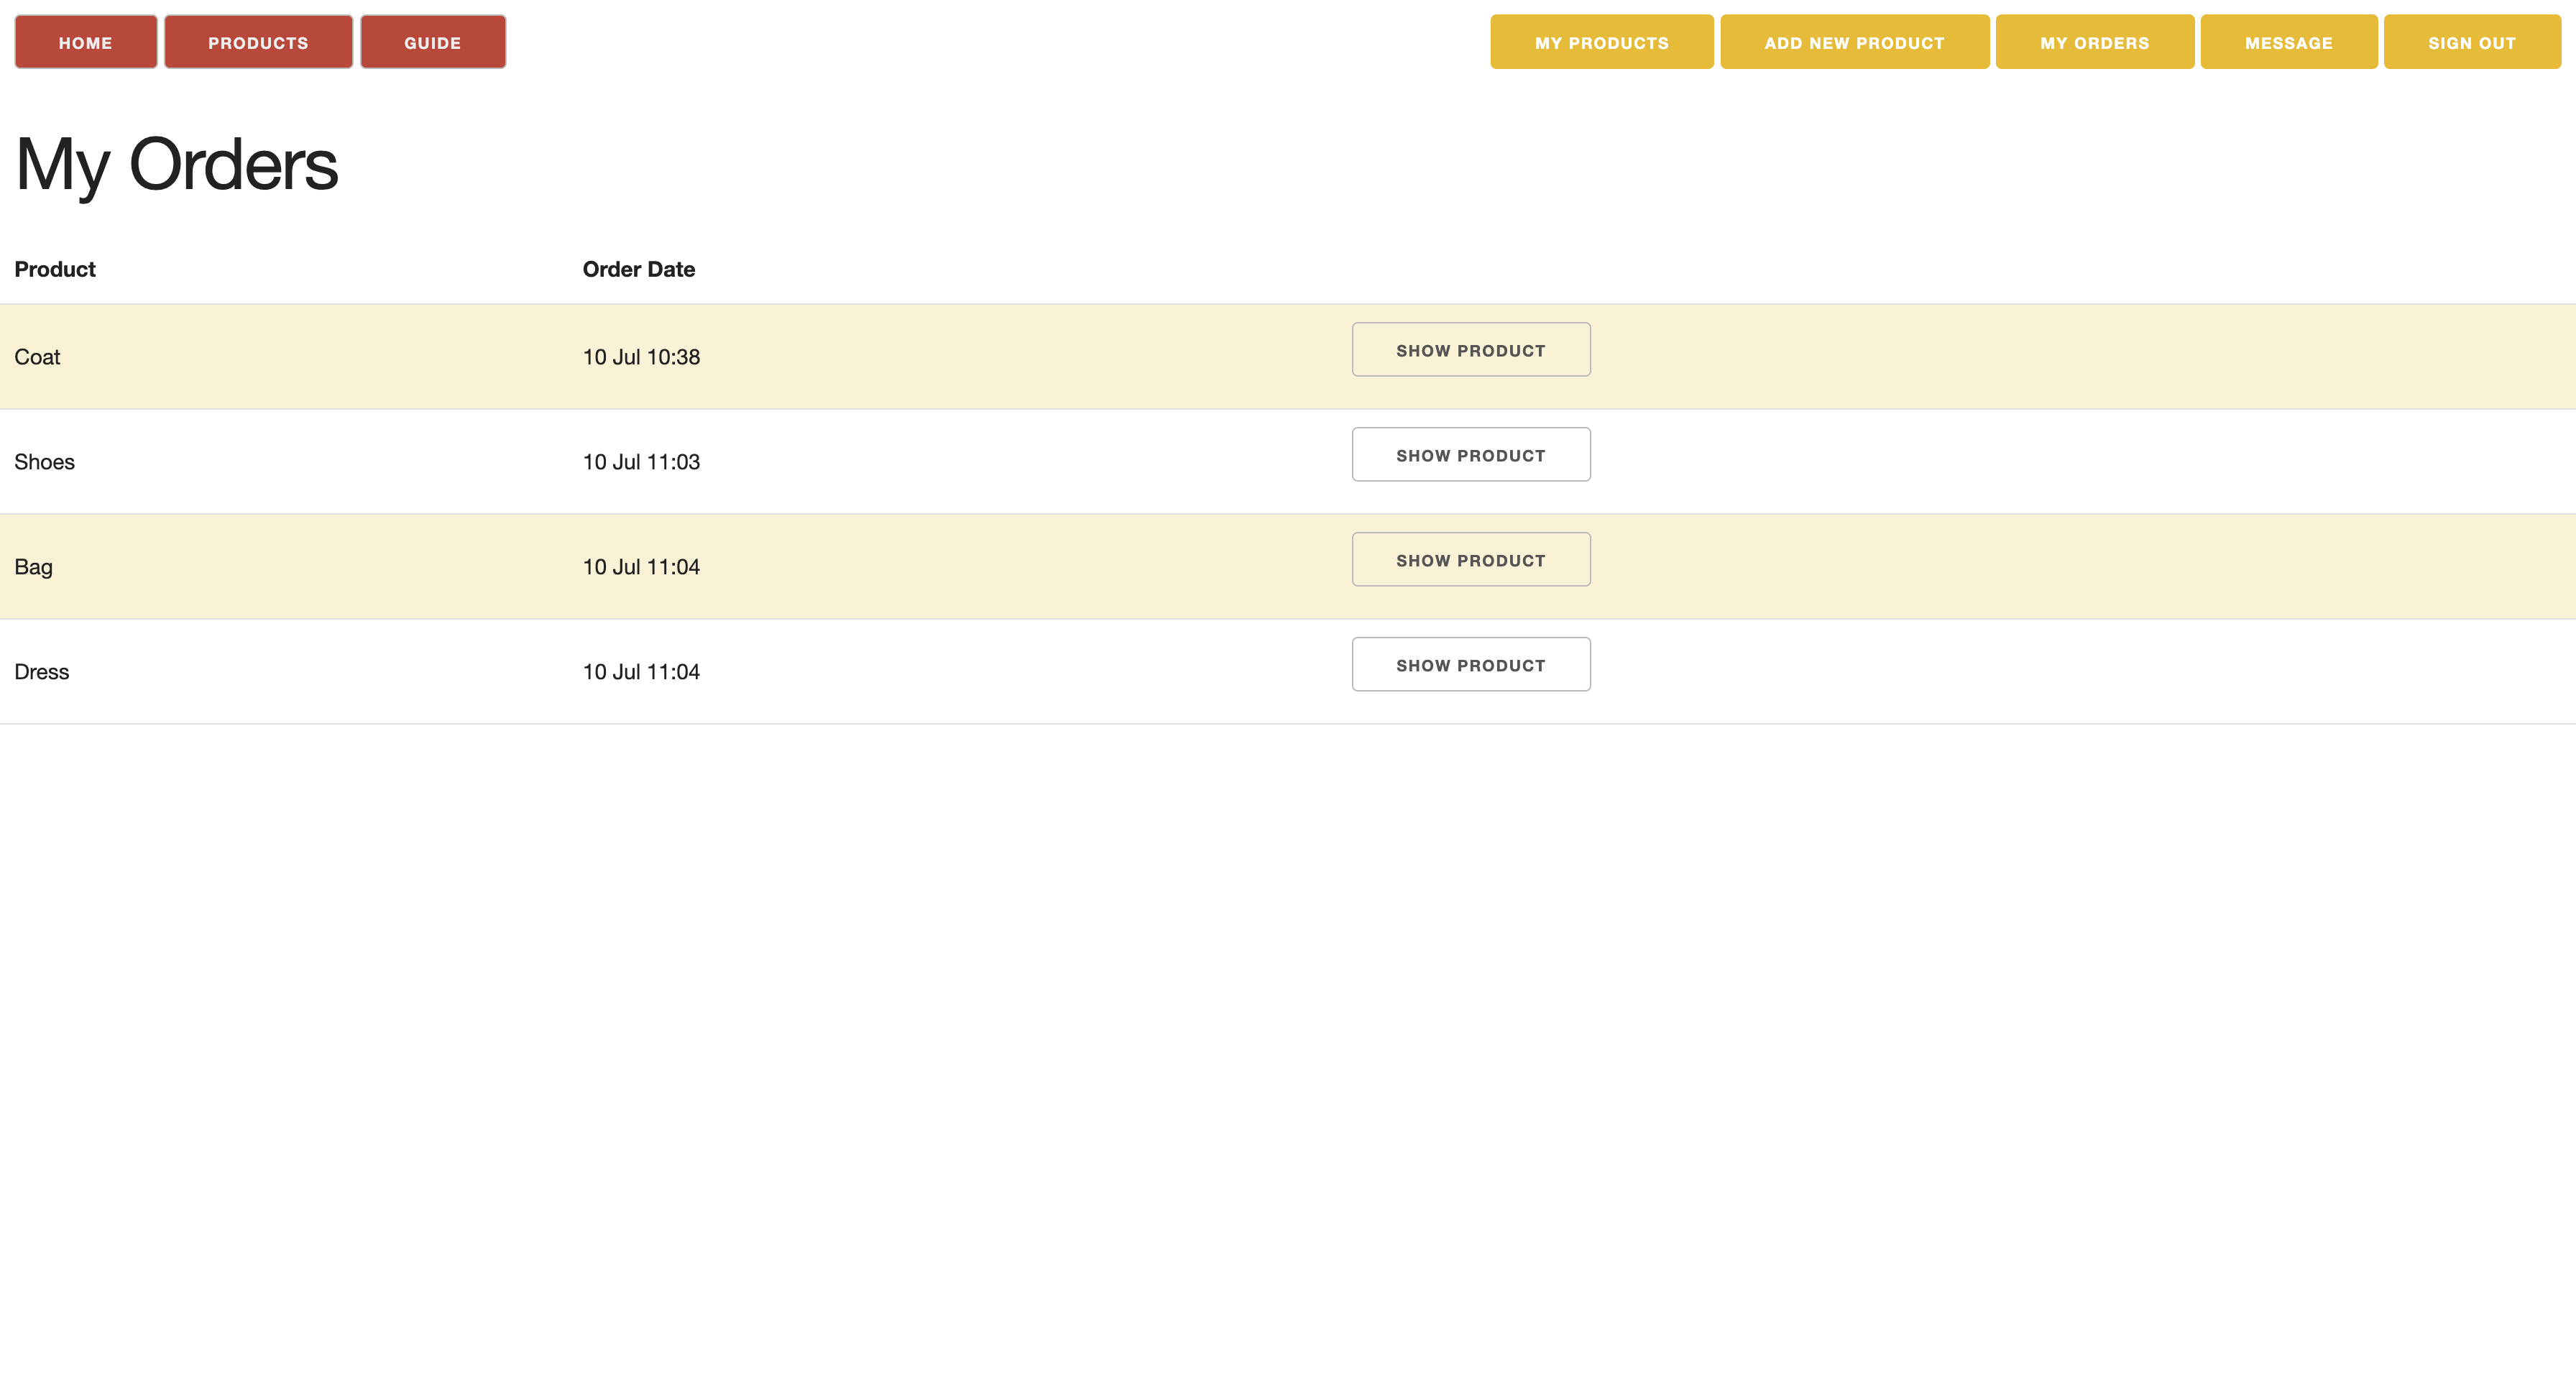 HOME PRODUCTS GUIDE MY PRODUCTS ADD NEW PRODUCT MY ORDERS MESSAGE SIGN OUT
My Orders
Product Order Date
Coat 10 Jul 10:38 SHOW PRODUCT
Shoes 10 Jul 11:03 SHOW PRODUCT
Bag 10 Jul 11:04 SHOW PRODUCT
Dress 10 Jul 11:04 SHOW PRODUCT